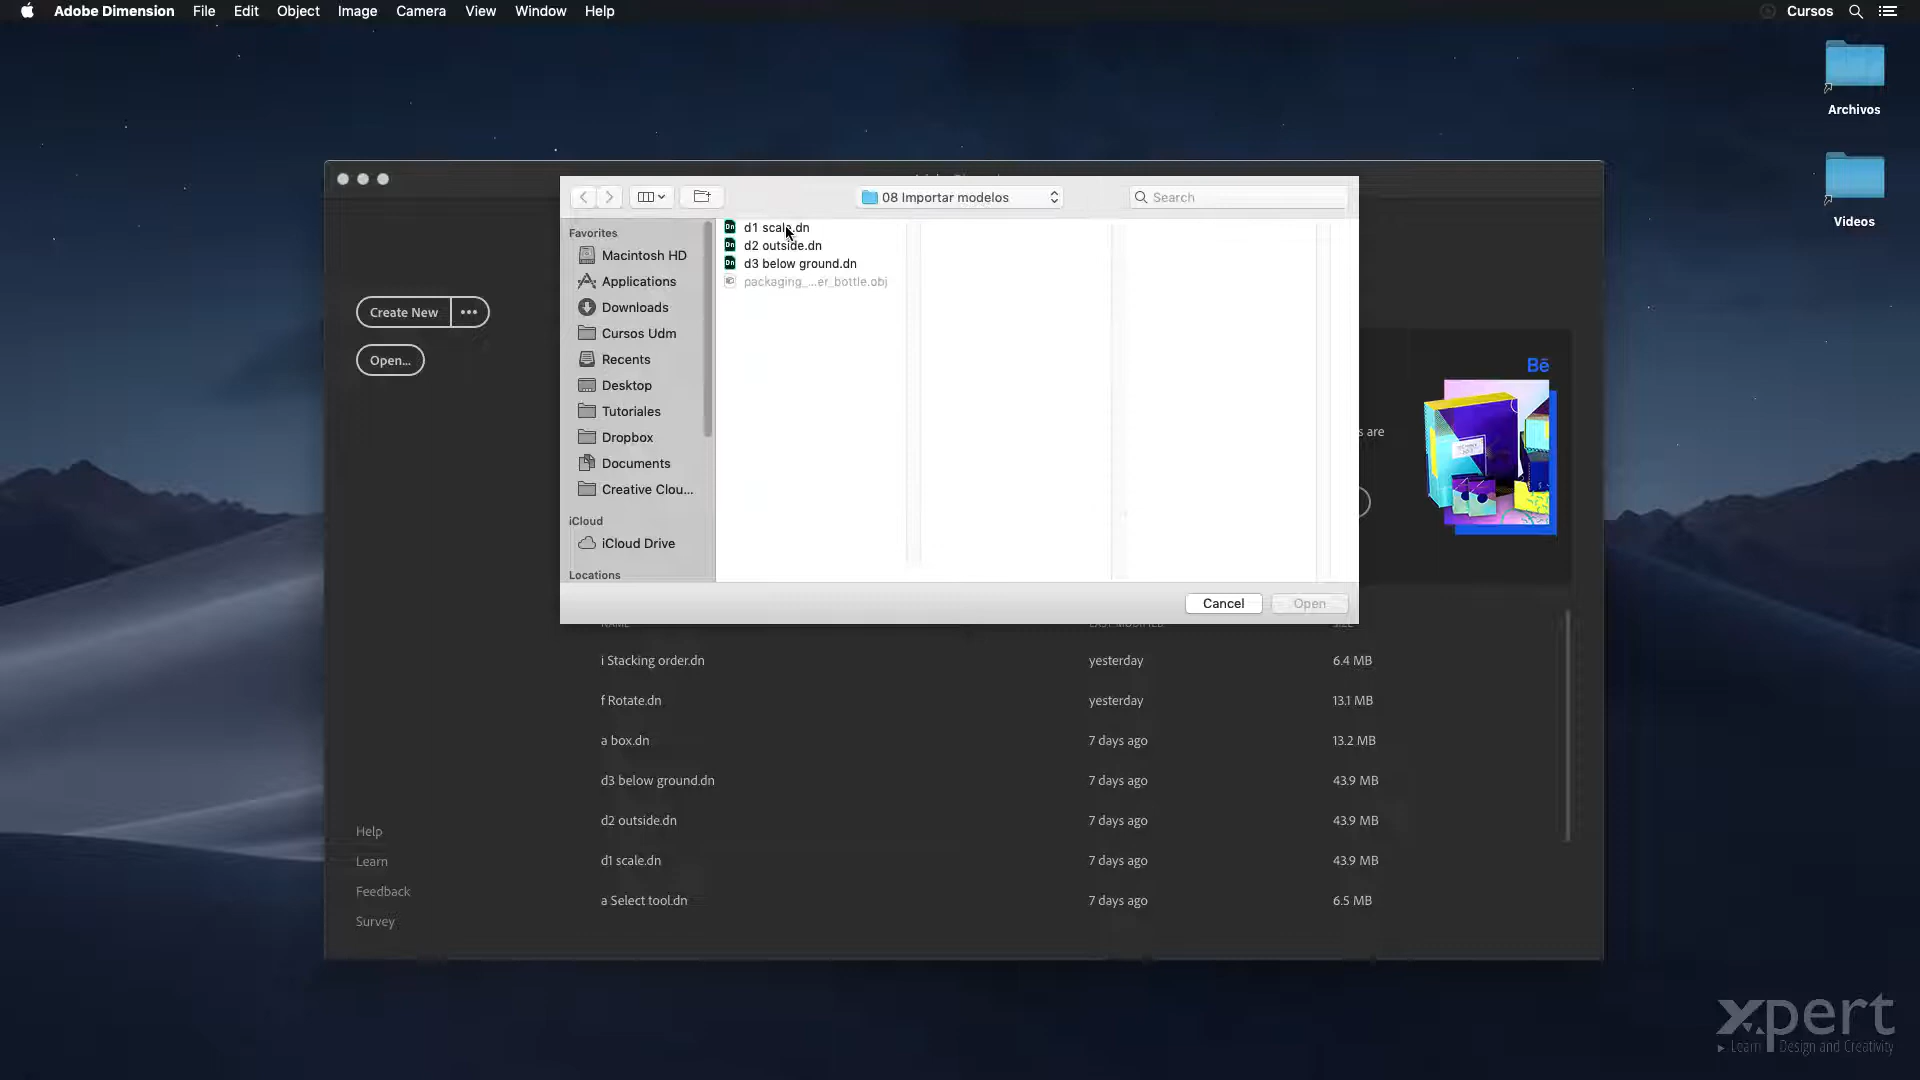 Adobe Dimension File Edit Object Image Camera View Window Help
Cursos
Archivos
Videos
08 Importar modelos
Search
Favorites
Macintosh HD
Applications
Downloads
Cursos Udm
Recents
Desktop
Tutoriales
Dropbox
Documents
Creative Clou...
iCloud
iCloud Drive
Locations
d1 scale.dn
d2 outside.dn
d3 below ground.dn
packaging_...er_bottle.obj
Cancel
Open
Create New
Open...
Bē
s are
NAME LAST MODIFIED SIZE
i Stacking order.dn yesterday 6.4 MB
f Rotate.dn yesterday 13.1 MB
a box.dn 7 days ago 13.2 MB
d3 below ground.dn 7 days ago 43.9 MB
d2 outside.dn 7 days ago 43.9 MB
d1 scale.dn 7 days ago 43.9 MB
a Select tool.dn 7 days ago 6.5 MB
Help
Learn
Feedback
Survey
xpert
Learn Design and Creativity